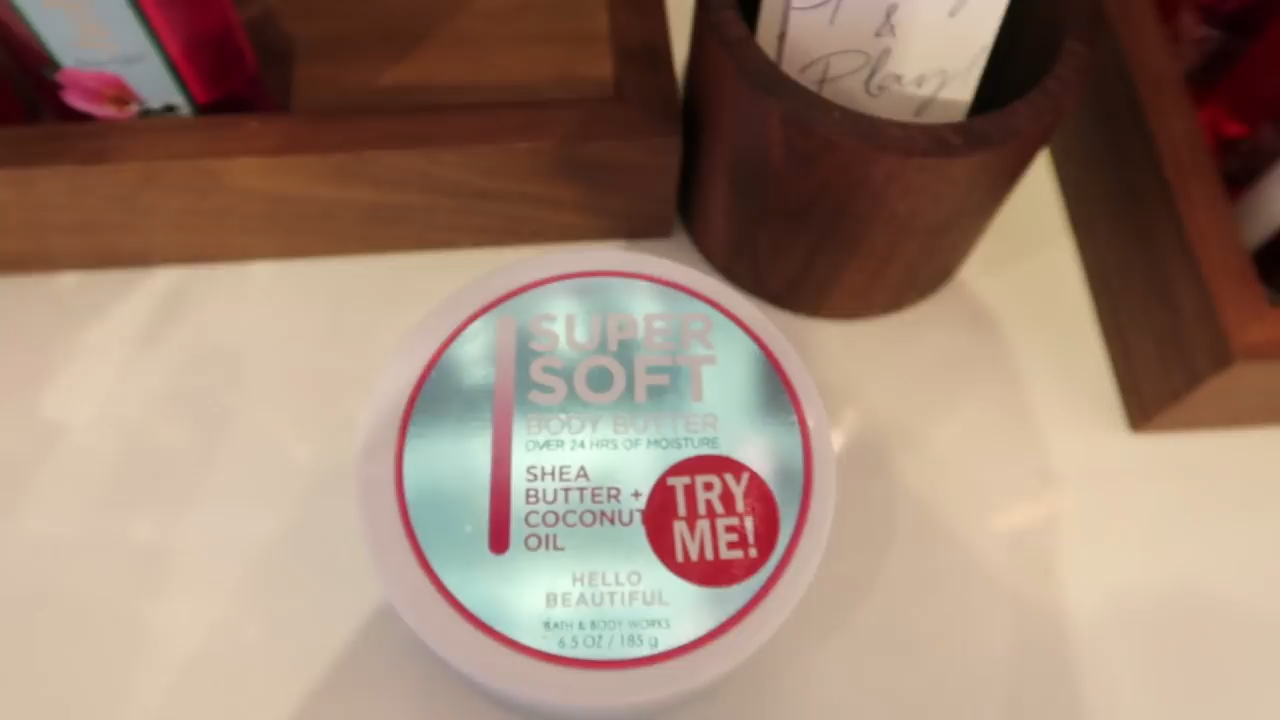 &
Play
SUPER
SOFT
BODY BUTTER
OVER 24 HRS OF MOISTURE
SHEA
BUTTER +
COCONUT
OIL
TRY
ME!
HELLO
BEAUTIFUL
BATH & BODY WORKS
6.5 OZ / 185 g